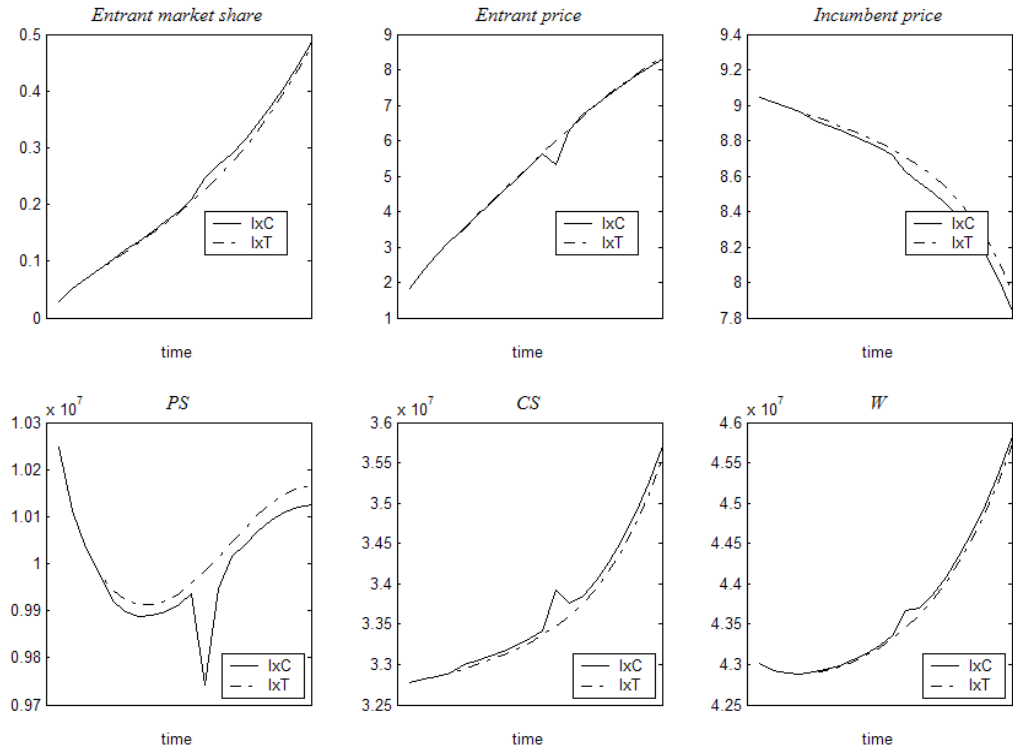 Entrant market share
0.5
0.4
0.3
0.2
0.1
0
IxC
IxT
time
Entrant price
9
8
7
6
5
4
3
2
1
IxC
IxT
time
Incumbent price
9.4
9.2
9
8.8
8.6
8.4
8.2
8
7.8
IxC
IxT
time
x 10^7
PS
1.03
1.02
1.01
1
0.99
0.98
0.97
IxC
IxT
time
x 10^7
CS
3.6
3.55
3.5
3.45
3.4
3.35
3.3
3.25
IxC
IxT
time
x 10^7
W
4.6
4.55
4.5
4.45
4.4
4.35
4.3
4.25
IxC
IxT
time